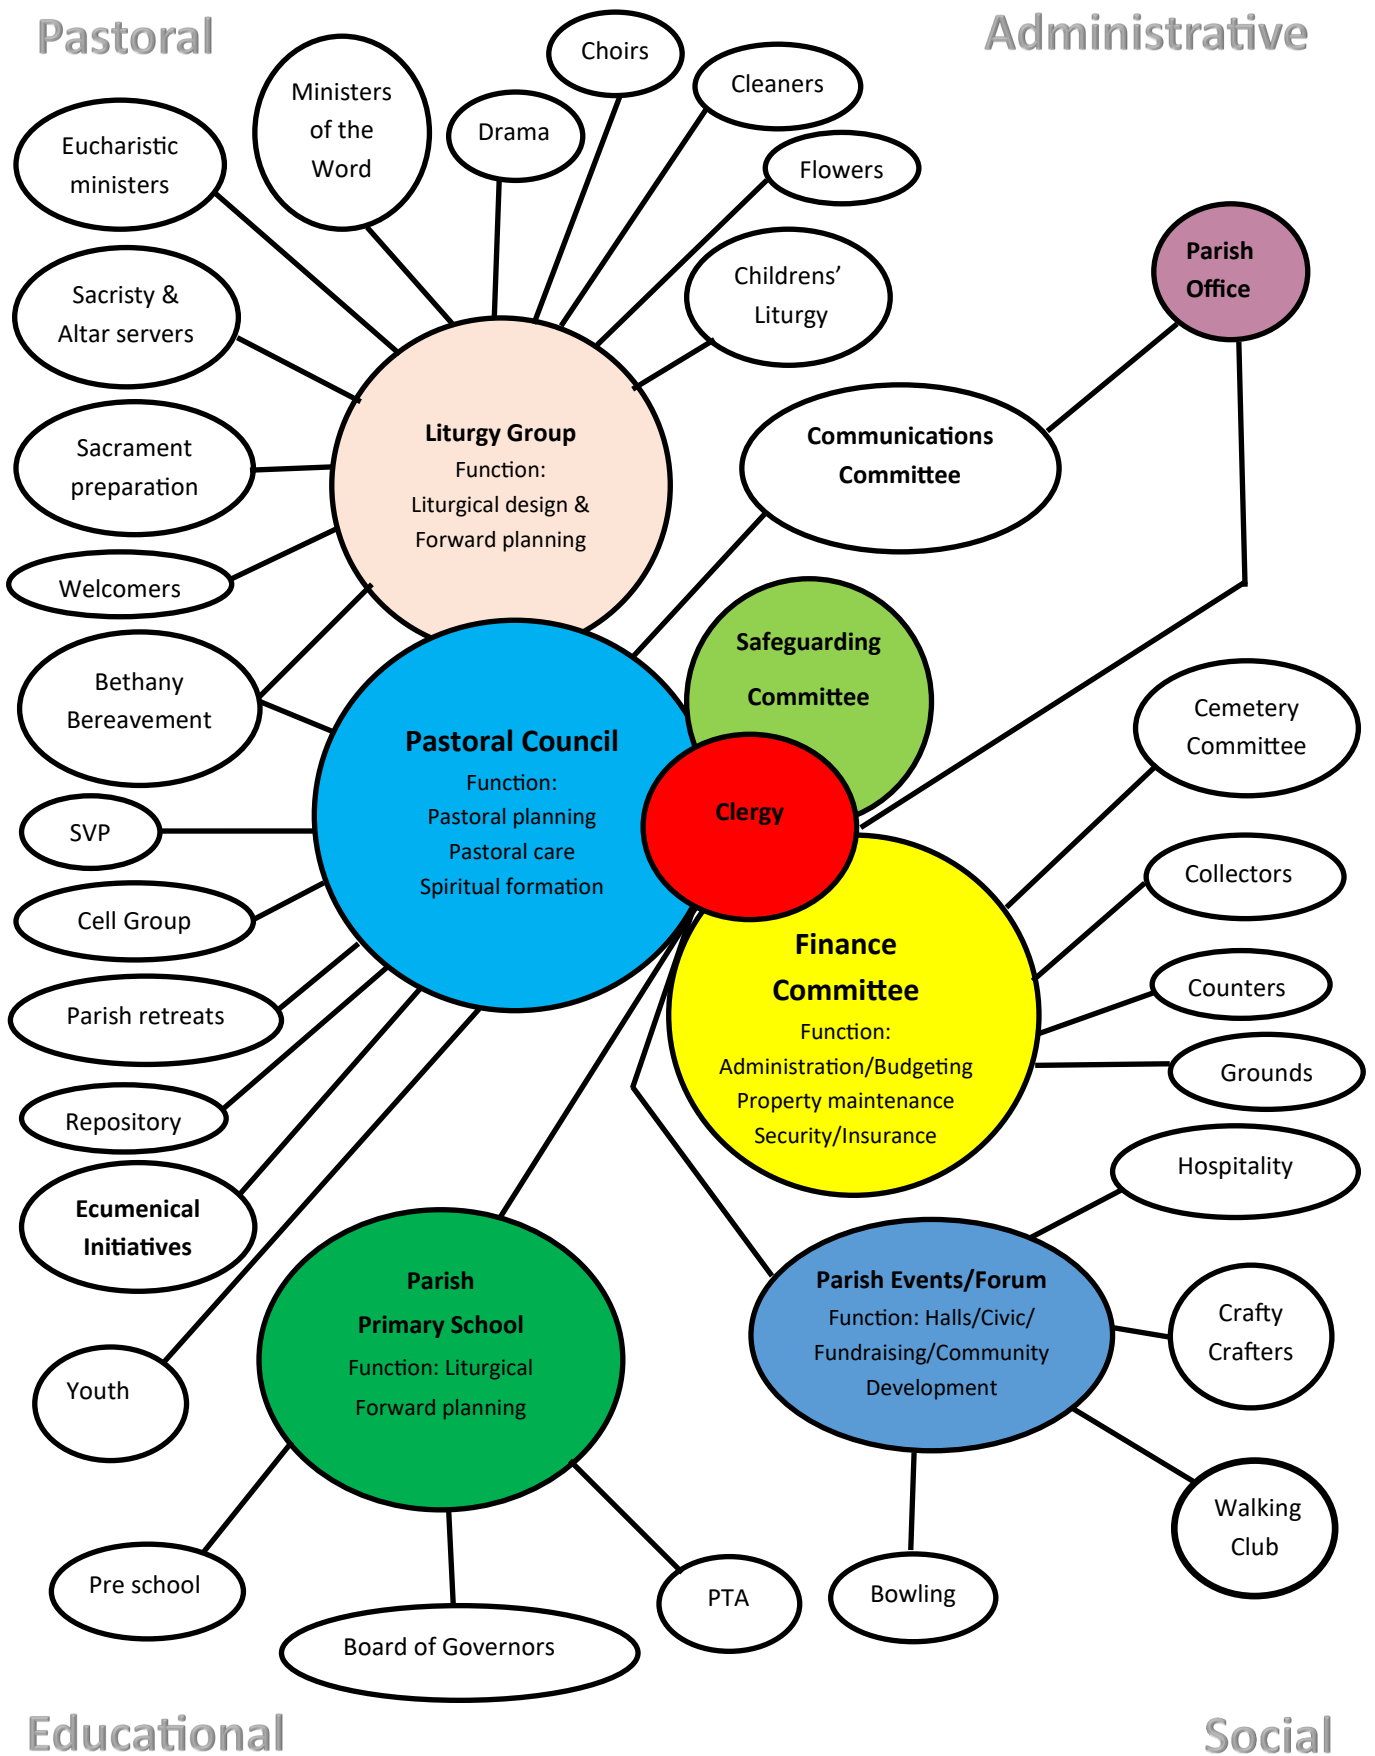 Pastoral
Administrative
Choirs
Cleaners
Ministers
of the
Word
Drama
Eucharistic
ministers
Flowers
Parish
Office
Childrens’
Liturgy
Sacristy &
Altar servers
Liturgy Group
Function:
Liturgical design &
Forward planning
Communications
Committee
Sacrament
preparation
Welcomers
Safeguarding
Committee
Bethany
Bereavement
Cemetery
Committee
Pastoral Council
Function:
Pastoral planning
Pastoral care
Spiritual formation
Clergy
SVP
Collectors
Cell Group
Finance
Committee
Function:
Administration/Budgeting
Property maintenance
Security/Insurance
Counters
Parish retreats
Grounds
Repository
Hospitality
Ecumenical
Initiatives
Parish
Primary School
Function: Liturgical
Forward planning
Parish Events/Forum
Function: Halls/Civic/
Fundraising/Community
Development
Crafty
Crafters
Youth
Walking
Club
Pre school
PTA
Bowling
Board of Governors
Educational
Social